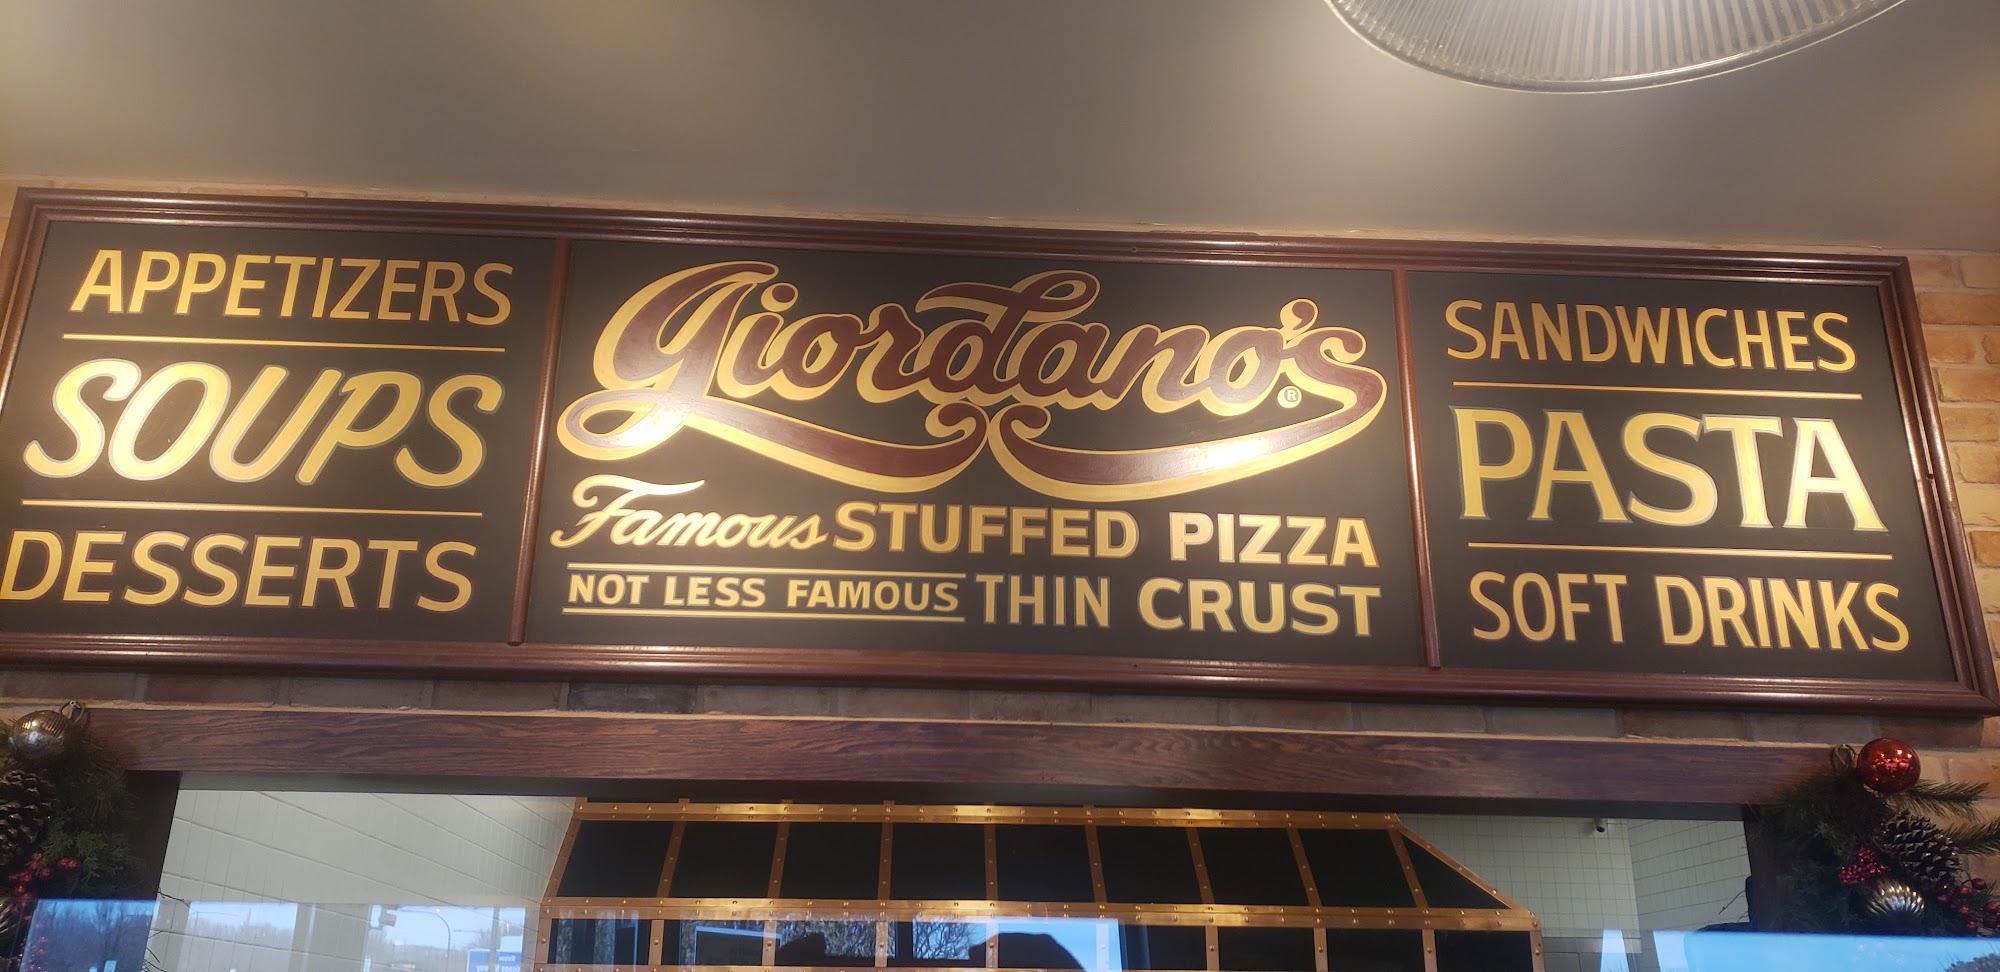 APPETIZERS
SOUPS
DESSERTS
Giordano's®
Famous STUFFED PIZZA
NOT LESS FAMOUS THIN CRUST
SANDWICHES
PASTA
SOFT DRINKS